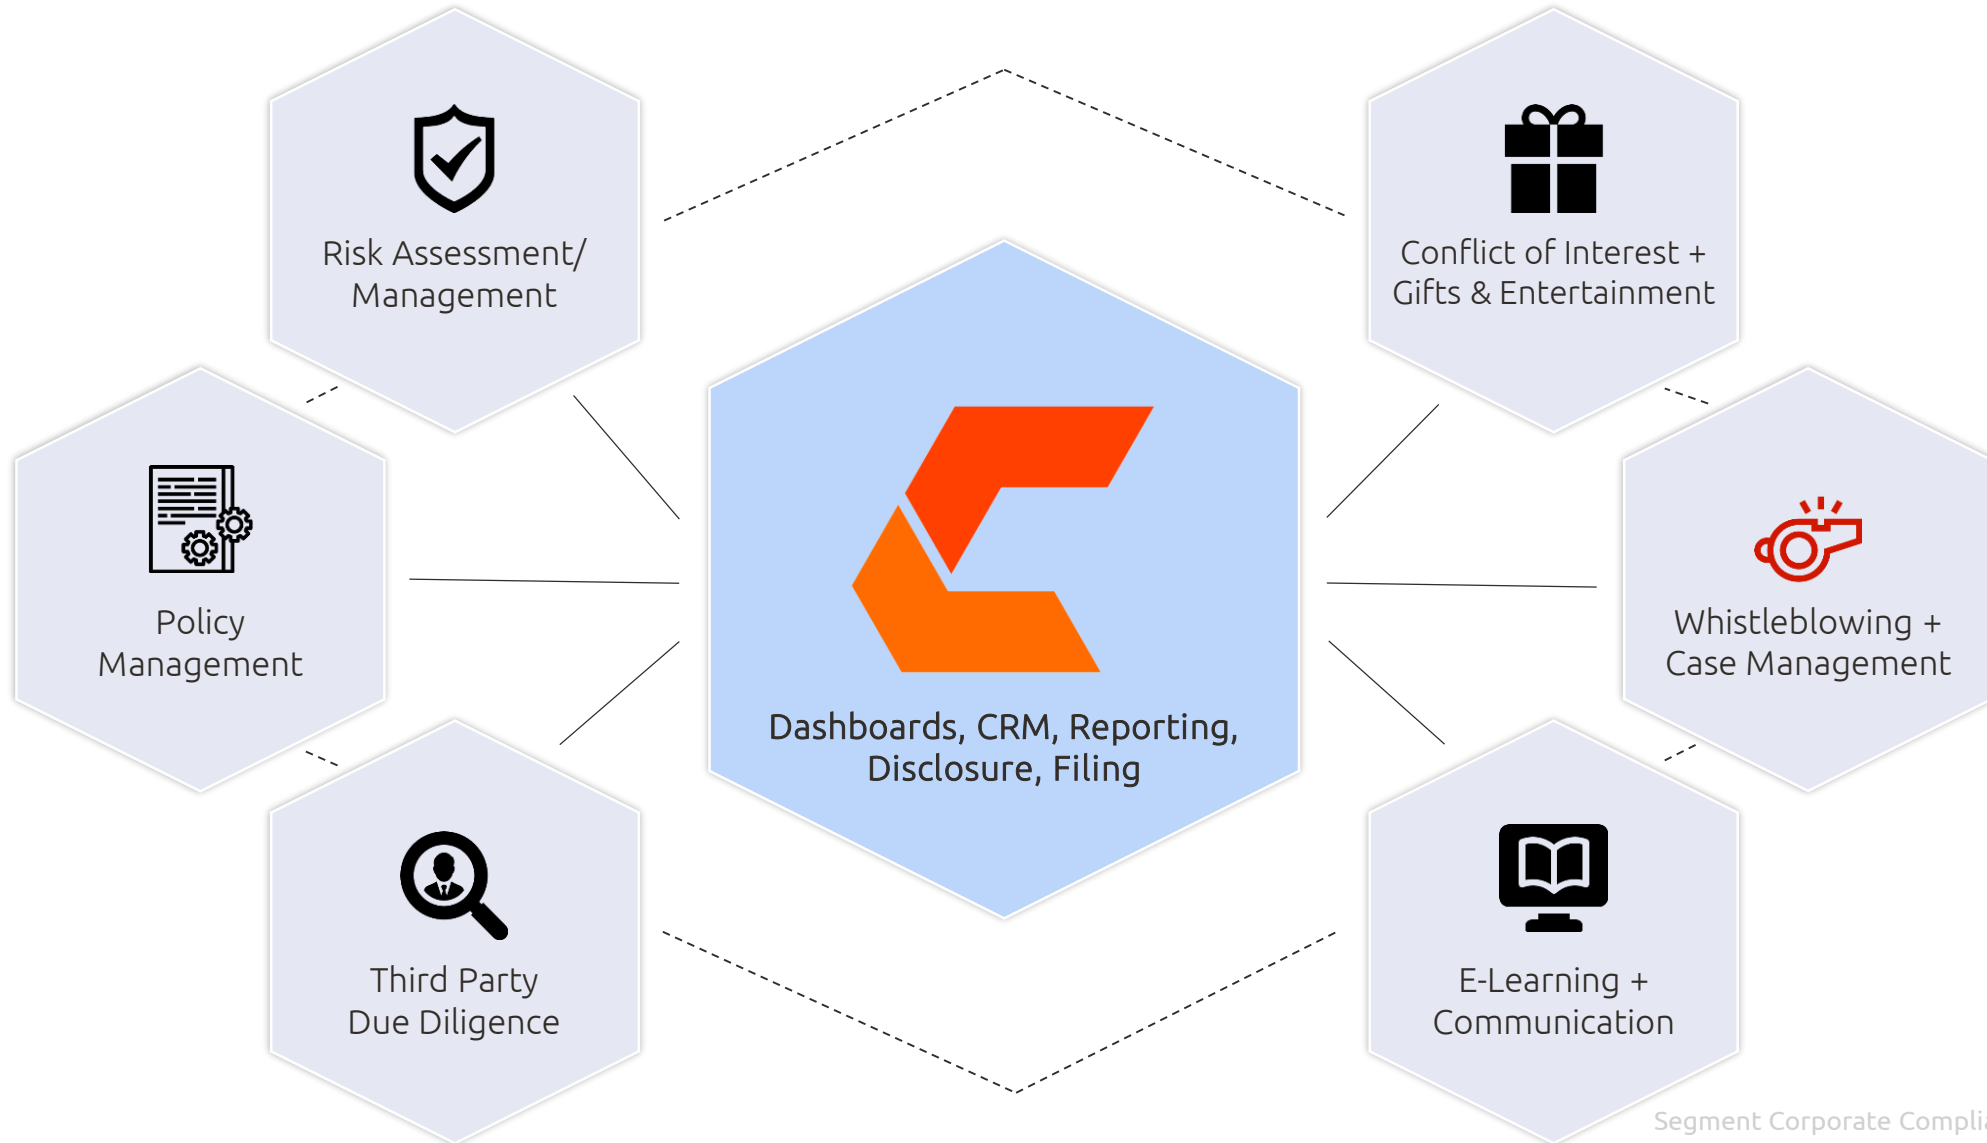 Risk Assessment/
Management
Conflict of Interest +
Gifts & Entertainment
Policy
Management
Dashboards, CRM, Reporting,
Disclosure, Filing
Whistleblowing +
Case Management
Third Party
Due Diligence
E-Learning +
Communication
Segment Corporate